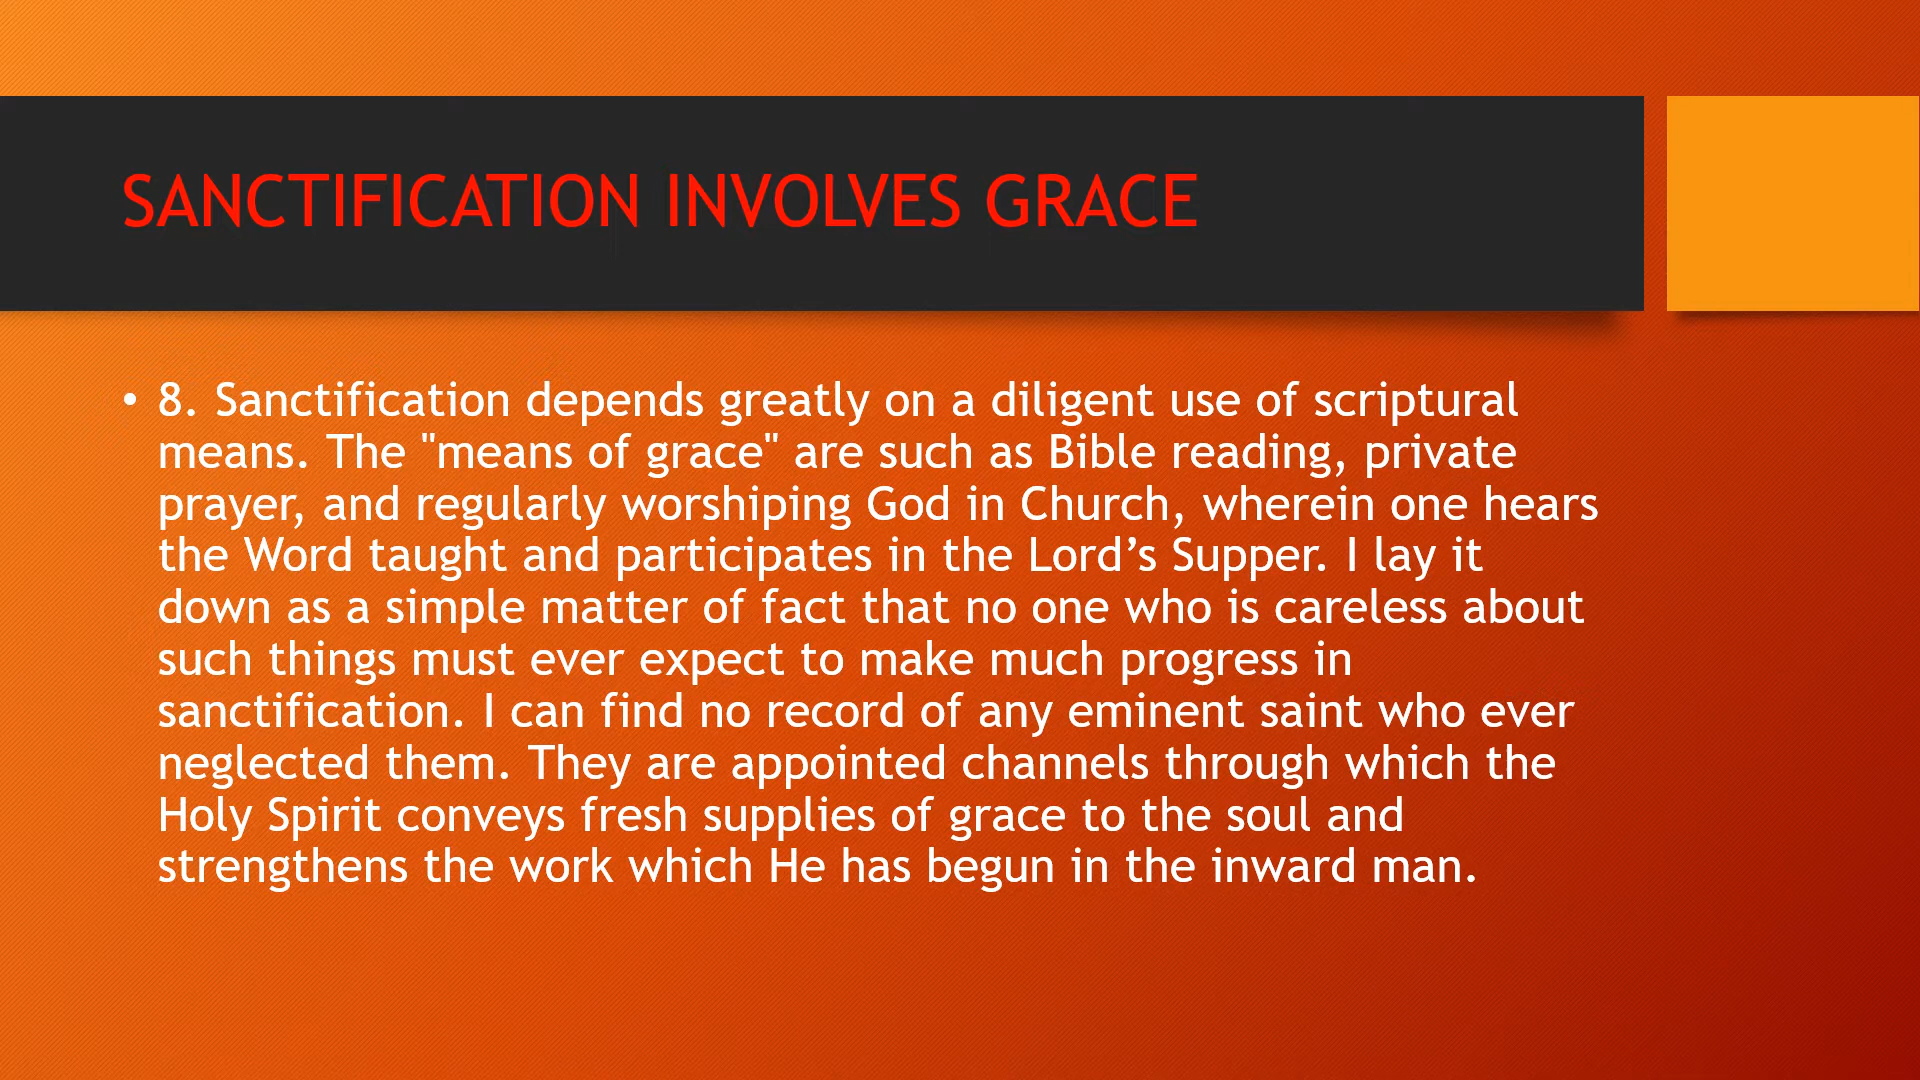 SANCTIFICATION INVOLVES GRACE
• 8. Sanctification depends greatly on a diligent use of scriptural
means. The "means of grace" are such as Bible reading, private
prayer, and regularly worshiping God in Church, wherein one hears
the Word taught and participates in the Lord’s Supper. I lay it
down as a simple matter of fact that no one who is careless about
such things must ever expect to make much progress in
sanctification. I can find no record of any eminent saint who ever
neglected them. They are appointed channels through which the
Holy Spirit conveys fresh supplies of grace to the soul and
strengthens the work which He has begun in the inward man.